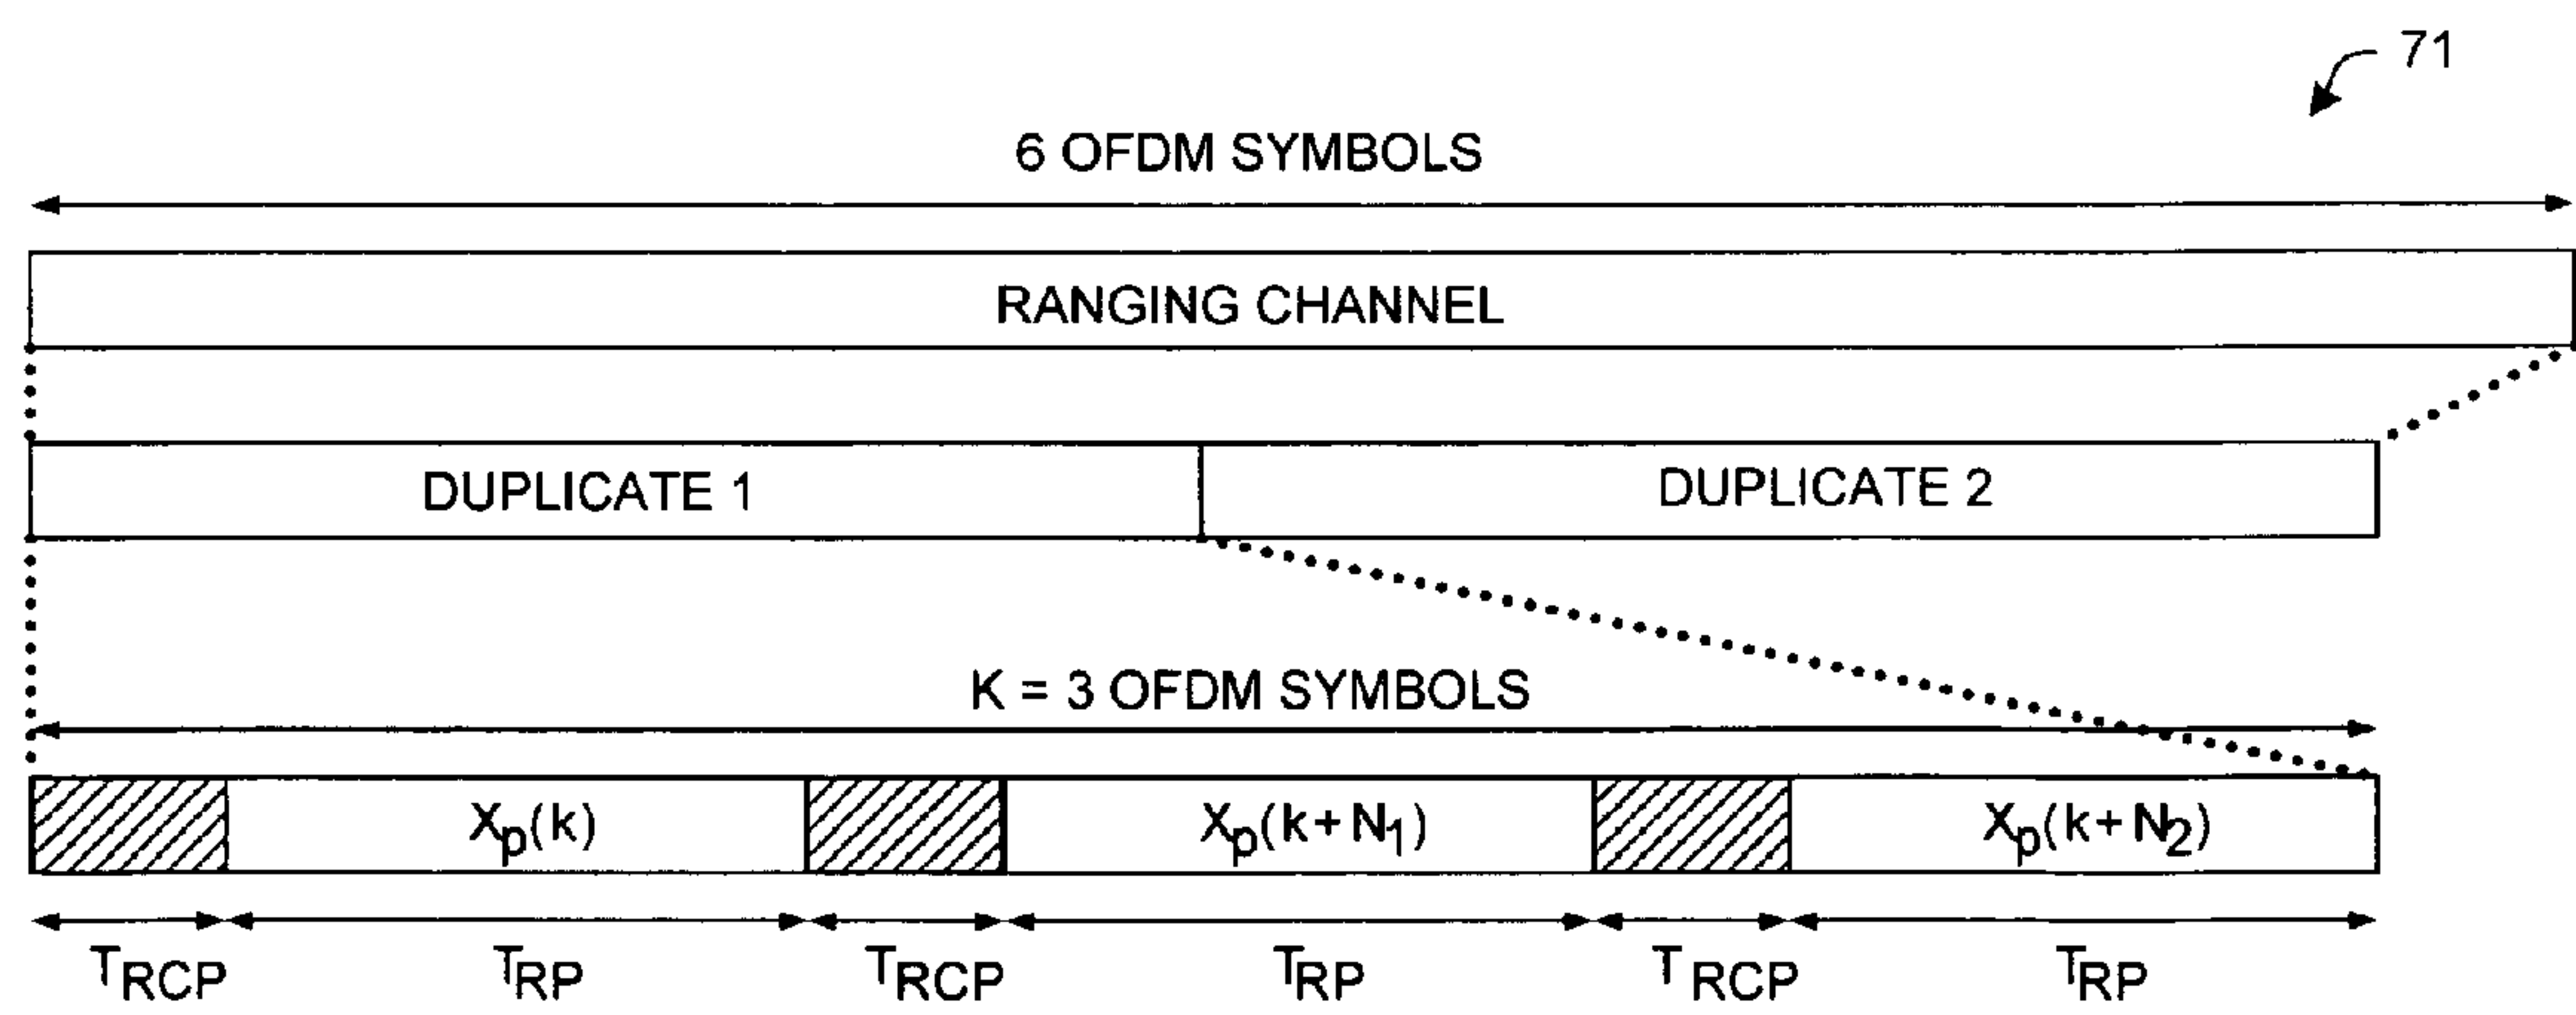 71
6 OFDM SYMBOLS
RANGING CHANNEL
DUPLICATE 1 DUPLICATE 2
K = 3 OFDM SYMBOLS
Xp(k) Xp(k+N1) Xp(k+N2)
TRCP TRP TRCP TRP TRCP TRP